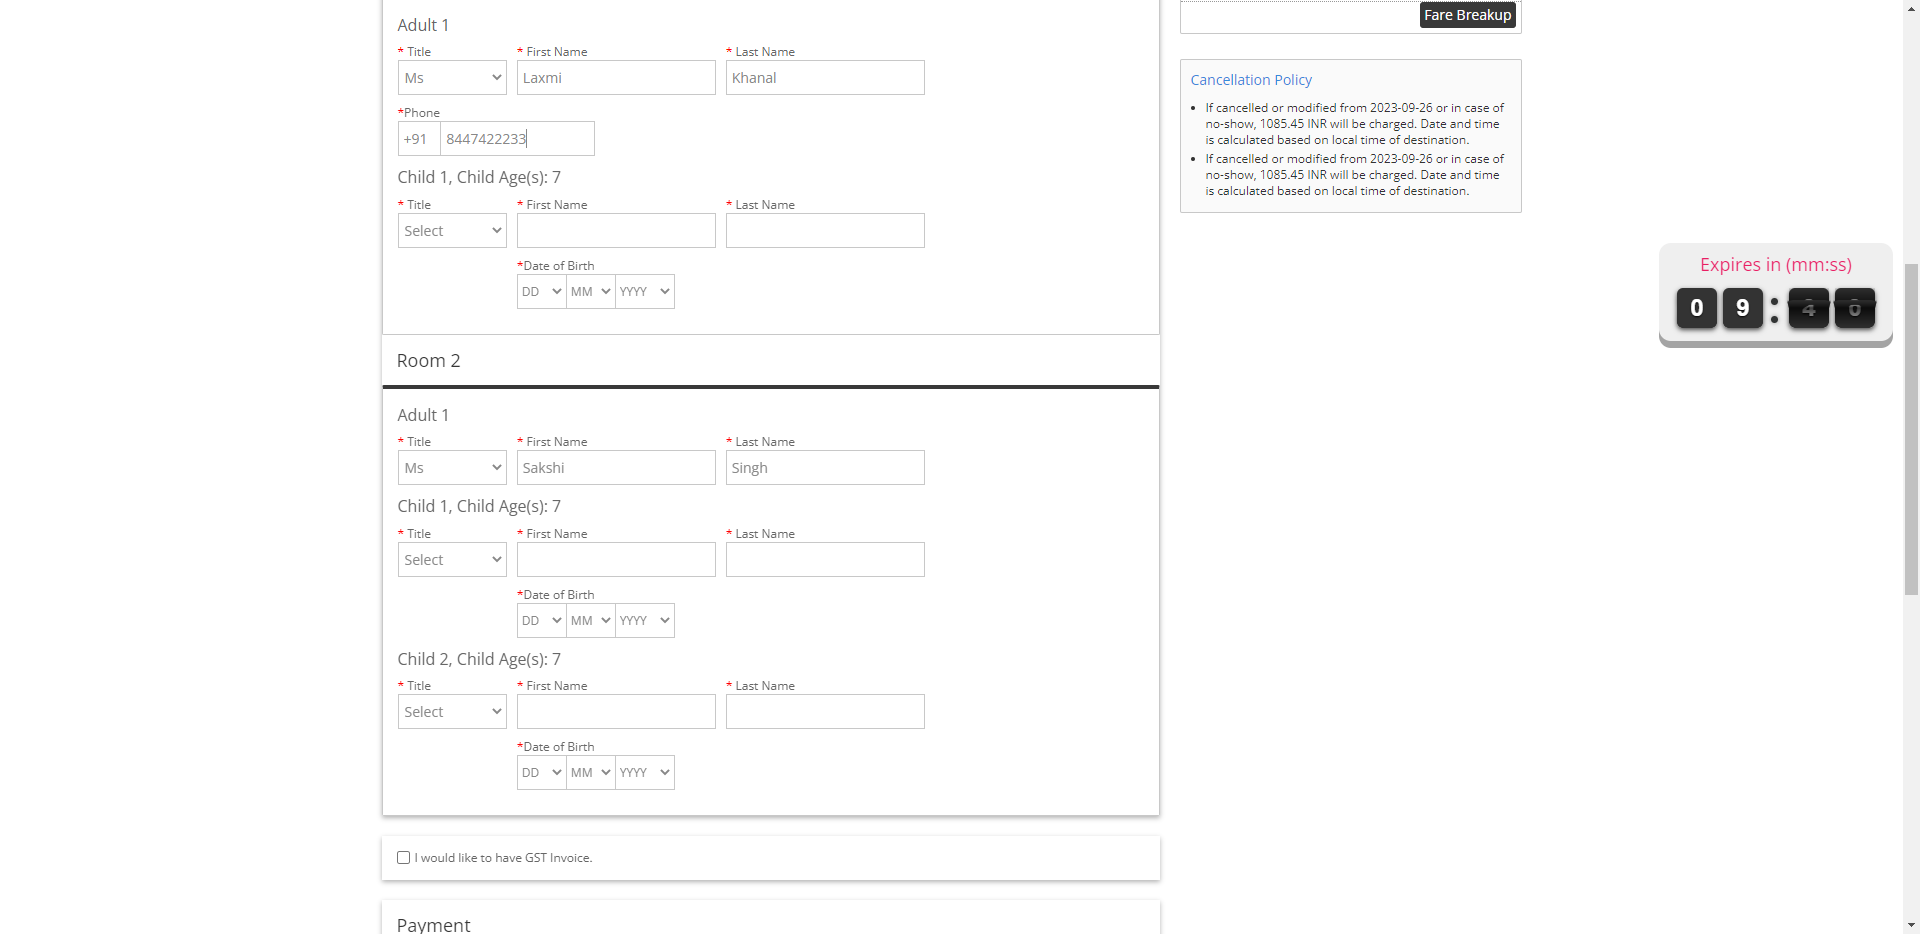 Adult 1
* Title
* First Name
* Last Name
Ms
Laxmi
Khanal
*Phone
+91
8447422233
Child 1, Child Age(s): 7
* Title
* First Name
* Last Name
Select
*Date of Birth
DD
MM
YYYY
Room 2
Adult 1
* Title
* First Name
* Last Name
Ms
Sakshi
Singh
Child 1, Child Age(s): 7
* Title
* First Name
* Last Name
Select
*Date of Birth
DD
MM
YYYY
Child 2, Child Age(s): 7
* Title
* First Name
* Last Name
Select
*Date of Birth
DD
MM
YYYY
I would like to have GST Invoice.
Payment
Fare Breakup
Cancellation Policy
• If cancelled or modified from 2023-09-26 or in case of
no-show, 1085.45 INR will be charged. Date and time
is calculated based on local time of destination.
• If cancelled or modified from 2023-09-26 or in case of
no-show, 1085.45 INR will be charged. Date and time
is calculated based on local time of destination.
Expires in (mm:ss)
09: